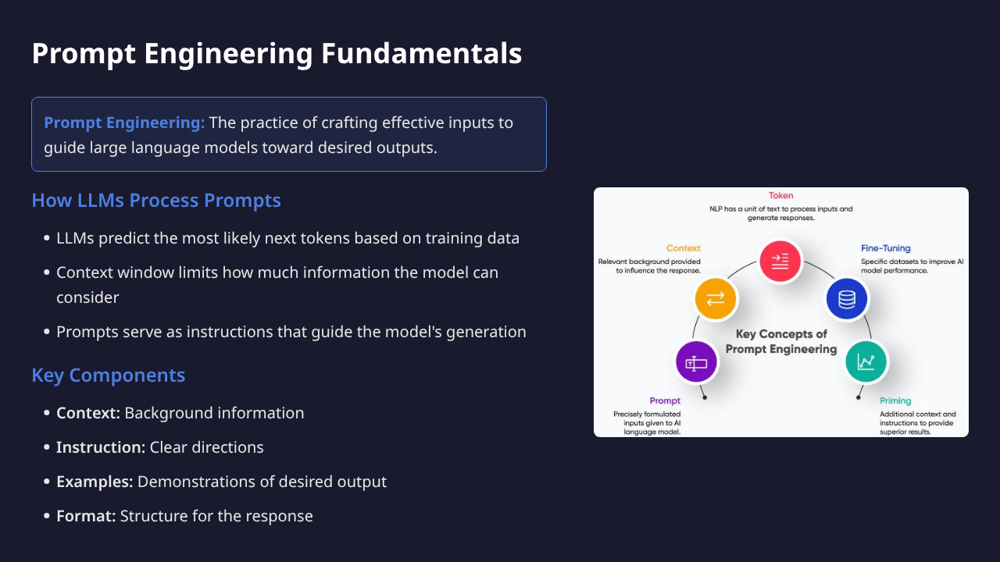 Prompt Engineering Fundamentals
Prompt Engineering: The practice of crafting effective inputs to
guide large language models toward desired outputs.
How LLMs Process Prompts
• LLMs predict the most likely next tokens based on training data
• Context window limits how much information the model can
consider
• Prompts serve as instructions that guide the model's generation
Key Components
• Context: Background information
• Instruction: Clear directions
• Examples: Demonstrations of desired output
• Format: Structure for the response
Token
NLP has a unit of text to process inputs and
generate responses.
Context
Relevant background provided
to influence the response.
Fine-Tuning
Specific datasets to improve AI
model performance.
Key Concepts of
Prompt Engineering
Prompt
Precisely formulated
inputs given to AI
language model.
Priming
Additional context and
instructions to provide
superior results.